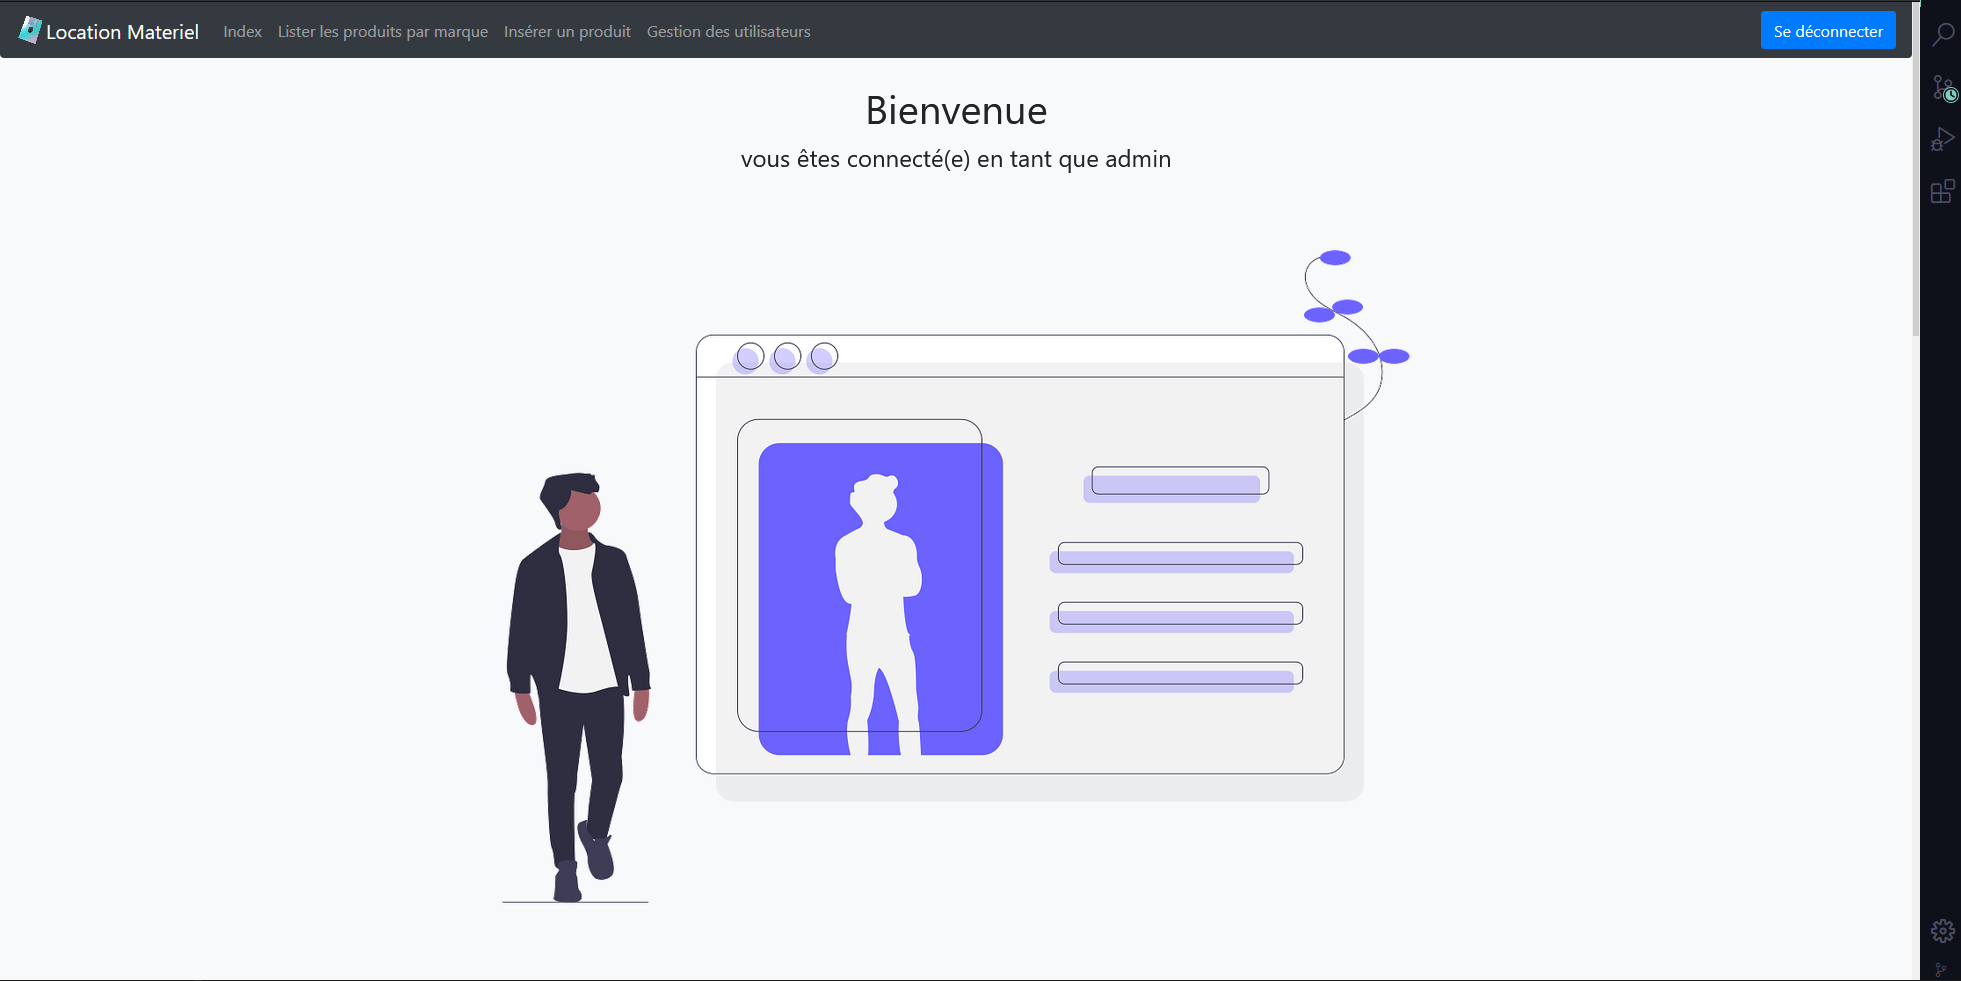 Location Materiel Index Lister les produits par marque Insérer un produit Gestion des utilisateurs Se déconnecter
Bienvenue
vous êtes connecté(e) en tant que admin